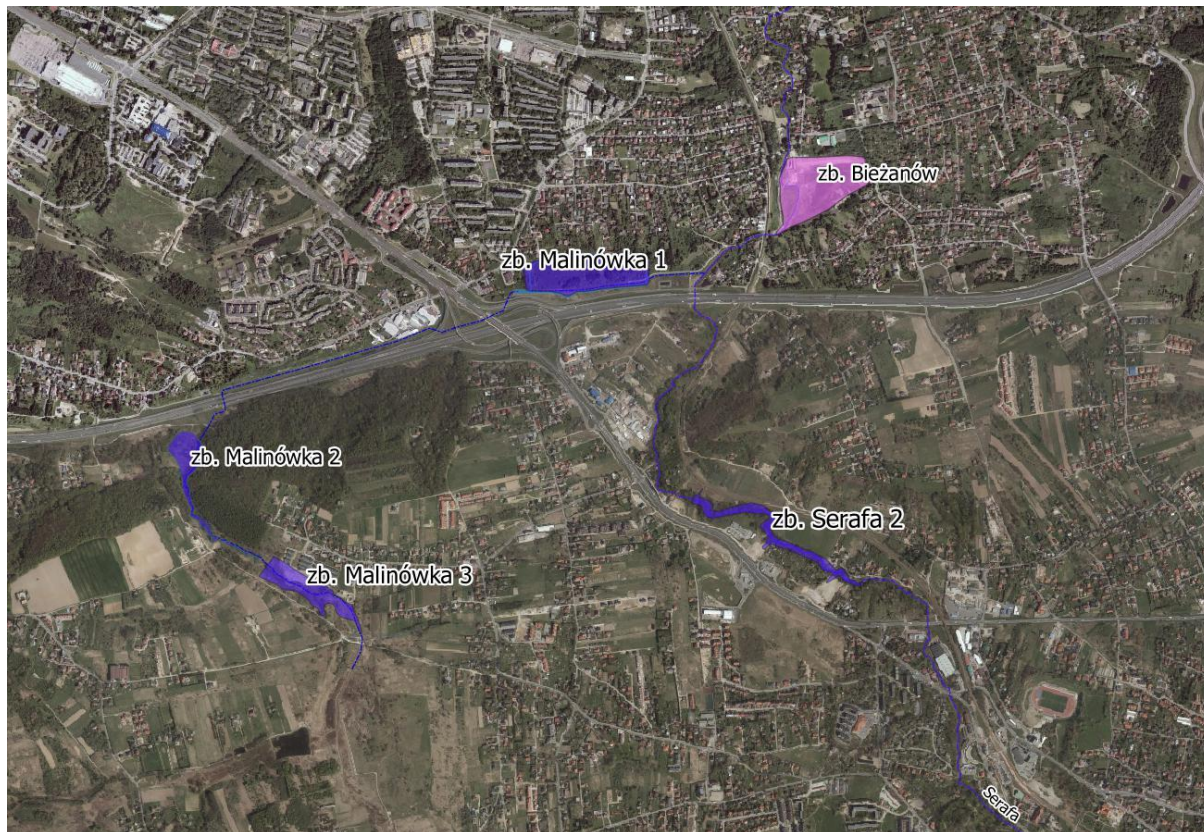 zb. Bieżanów
zb. Malinówka 1
zb. Malinówka 2
zb. Serafa 2
zb. Malinówka 3
Serafa